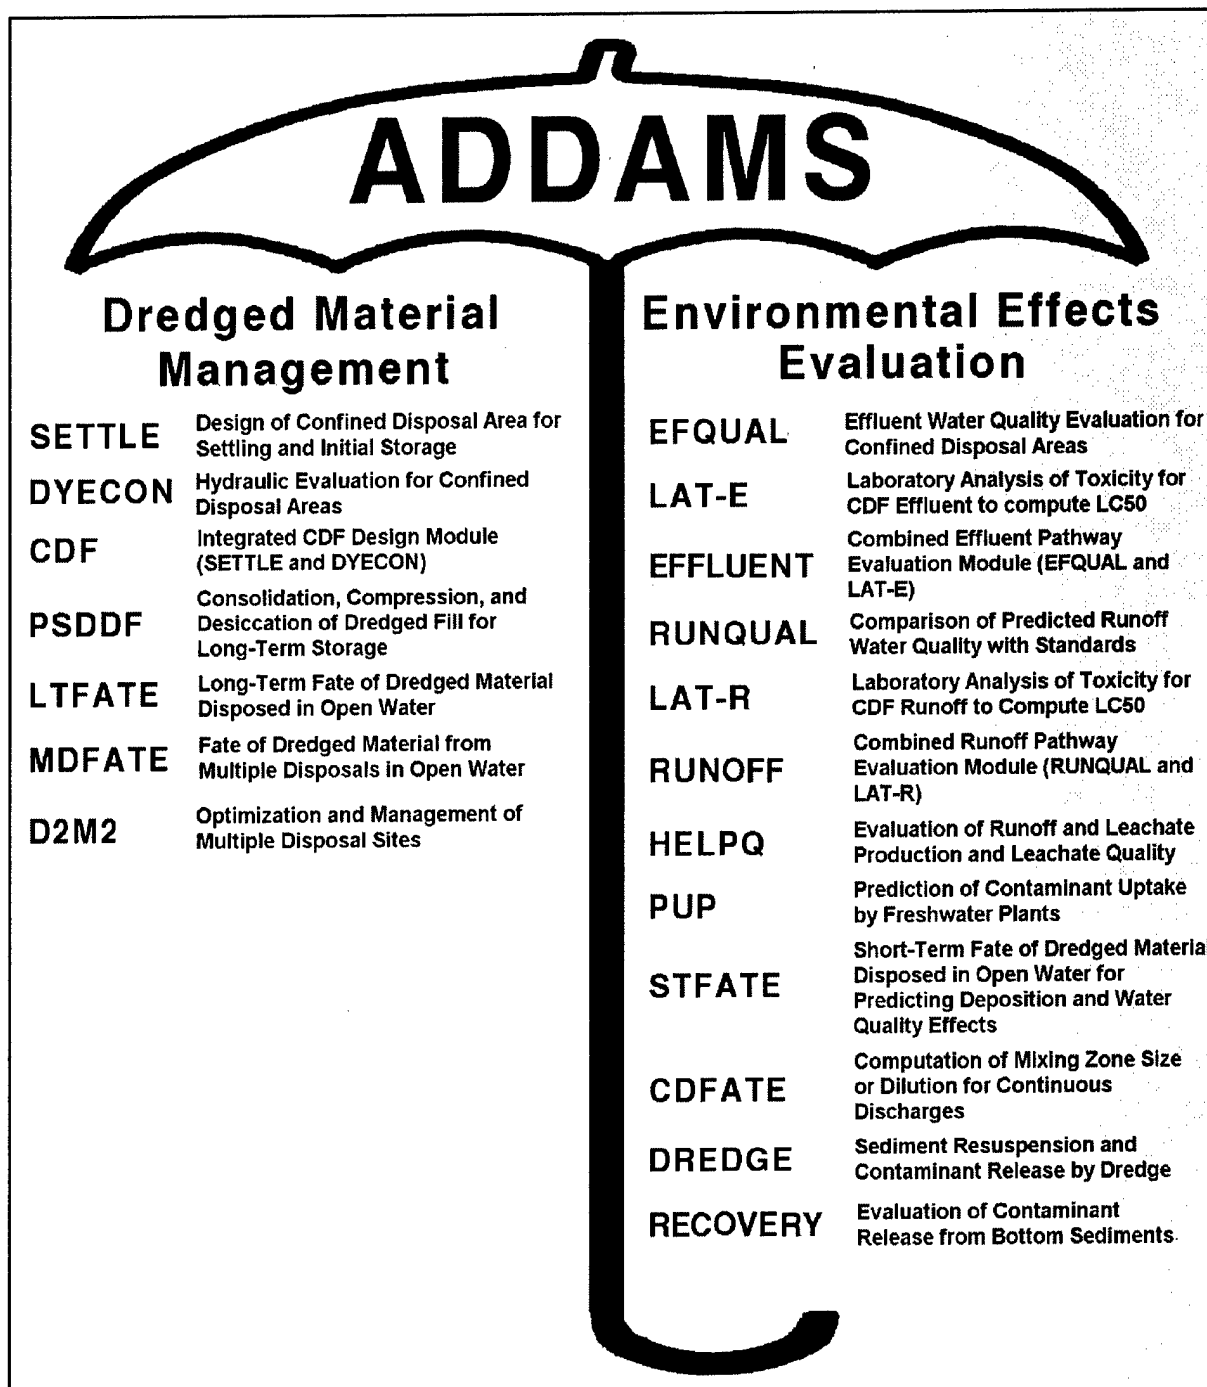 ADDAMS
Dredged Material
Management
SETTLE
Design of Confined Disposal Area for
Settling and Initial Storage
DYECON
Hydraulic Evaluation for Confined
Disposal Areas
CDF
Integrated CDF Design Module
(SETTLE and DYECON)
PSDDF
Consolidation, Compression, and
Desiccation of Dredged Fill for
Long-Term Storage
LTFATE
Long-Term Fate of Dredged Material
Disposed in Open Water
MDFATE
Fate of Dredged Material from
Multiple Disposals in Open Water
D2M2
Optimization and Management of
Multiple Disposal Sites
Environmental Effects
Evaluation
EFQUAL
Effluent Water Quality Evaluation for
Confined Disposal Areas
LAT-E
Laboratory Analysis of Toxicity for
CDF Effluent to compute LC50
EFFLUENT
Combined Effluent Pathway
Evaluation Module (EFQUAL and
LAT-E)
RUNQUAL
Comparison of Predicted Runoff
Water Quality with Standards
LAT-R
Laboratory Analysis of Toxicity for
CDF Runoff to Compute LC50
RUNOFF
Combined Runoff Pathway
Evaluation Module (RUNQUAL and
LAT-R)
HELPQ
Evaluation of Runoff and Leachate
Production and Leachate Quality
PUP
Prediction of Contaminant Uptake
by Freshwater Plants
STFATE
Short-Term Fate of Dredged Material
Disposed in Open Water for
Predicting Deposition and Water
Quality Effects
CDFATE
Computation of Mixing Zone Size
or Dilution for Continuous
Discharges
DREDGE
Sediment Resuspension and
Contaminant Release by Dredge
RECOVERY
Evaluation of Contaminant
Release from Bottom Sediments